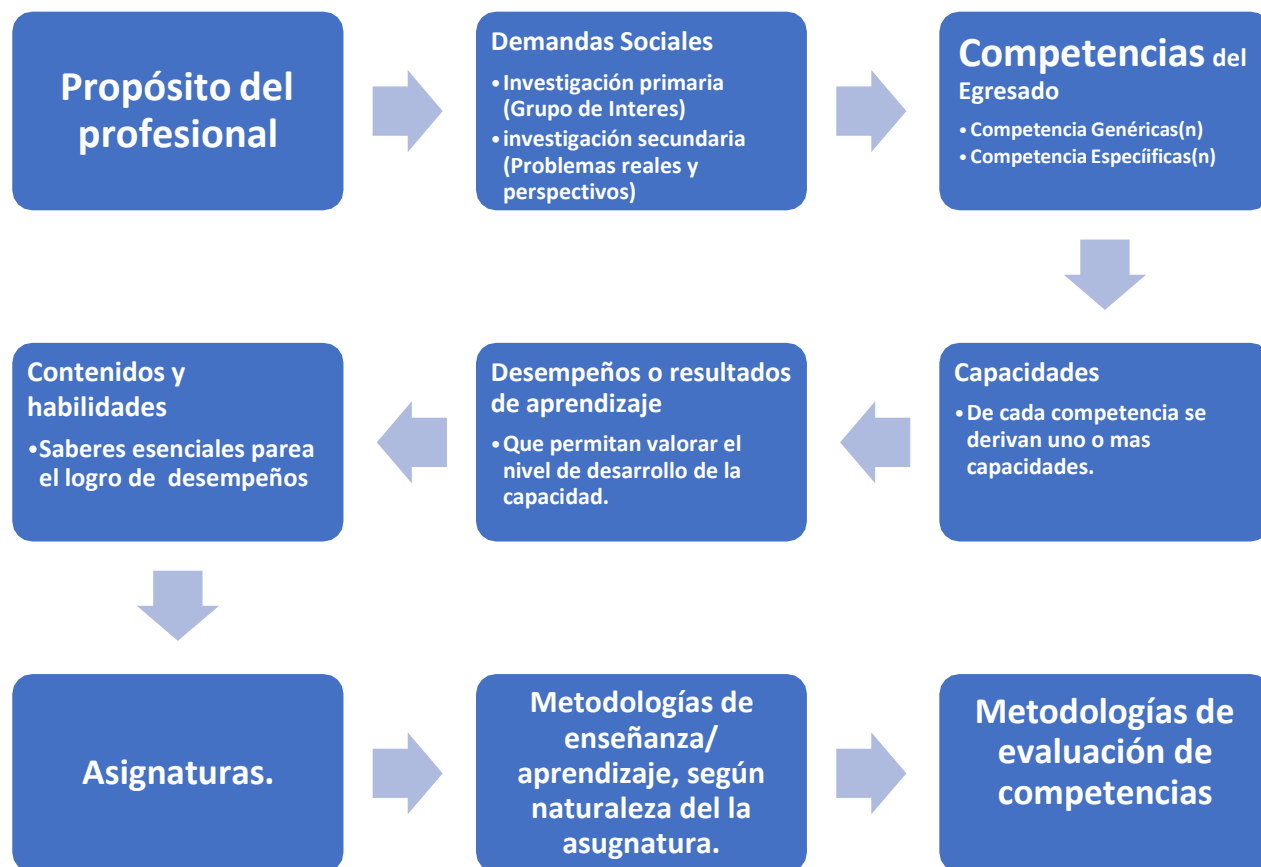 Propósito del
profesional
Demandas Sociales
•Investigación primaria
(Grupo de Interes)
•investigación secundaria
(Problemas reales y
perspectivos)
Competencias del
Egresado
•Competencia Genéricas(n)
•Competencia Especíificas(n)
Capacidades
•De cada competencia se
derivan uno o mas
capacidades.
Desempeños o resultados
de aprendizaje
•Que permitan valorar el
nivel de desarrollo de la
capacidad.
Contenidos y
habilidades
•Saberes esenciales parea
el logro de desempeños
Asignaturas.
Metodologías de
enseñanza/
aprendizaje, según
naturaleza del la
asugnatura.
Metodologías de
evaluación de
competencias